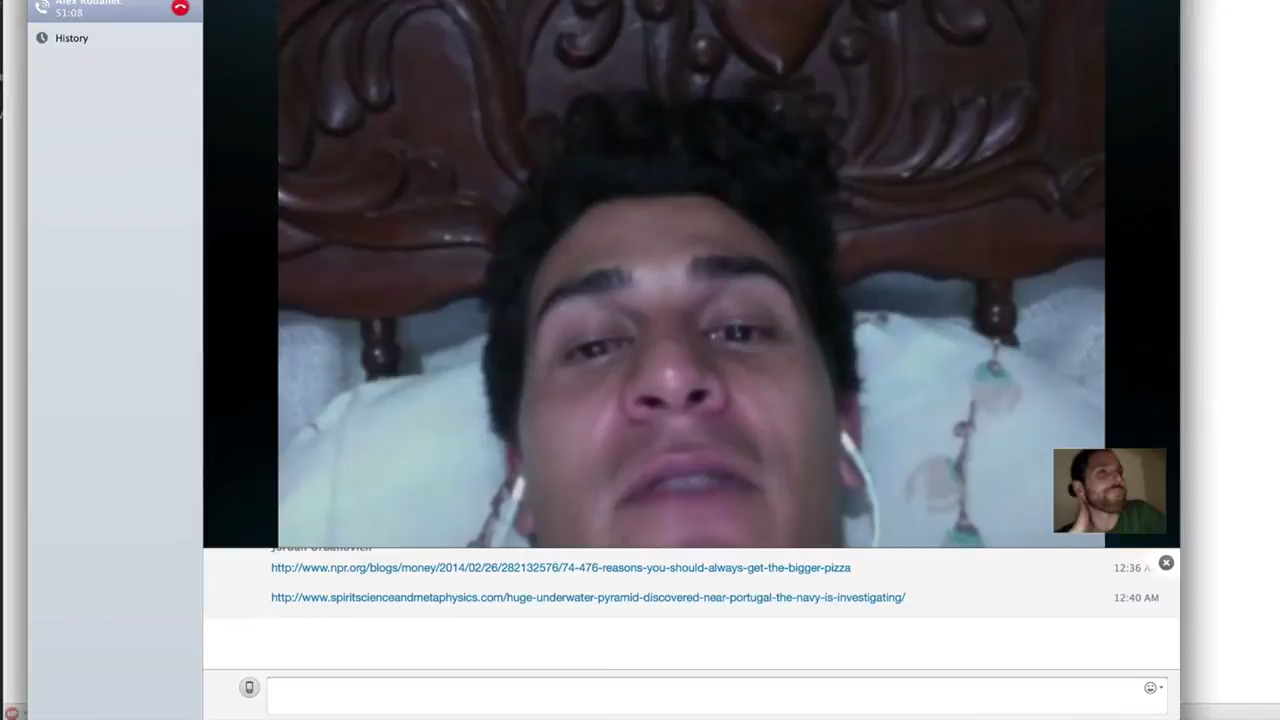 51:08
History
http://www.npr.org/blogs/money/2014/02/26/282132576/74-476-reasons-you-should-always-get-the-bigger-pizza
12:36 A
http://www.spiritscienceandmetaphysics.com/huge-underwater-pyramid-discovered-near-portugal-the-navy-is-investigating/
12:40 AM